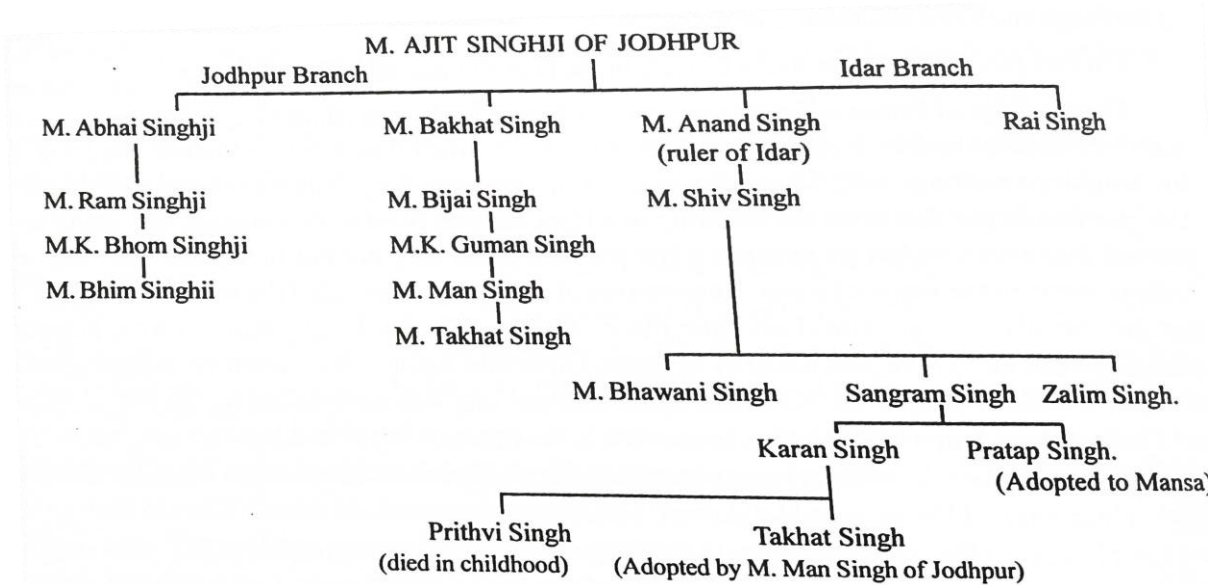 M. AJIT SINGHJI OF JODHPUR
Jodhpur Branch Idar Branch
M. Abhai Singhji M. Bakhat Singh M. Anand Singh Rai Singh
(ruler of Idar)
M. Ram Singhji M. Bijai Singh M. Shiv Singh
M.K. Bhom Singhji M.K. Guman Singh
M. Bhim Singhii M. Man Singh
M. Takhat Singh
M. Bhawani Singh Sangram Singh Zalim Singh.
Karan Singh Pratap Singh.
(Adopted to Mansa)
Prithvi Singh Takhat Singh
(died in childhood) (Adopted by M. Man Singh of Jodhpur)